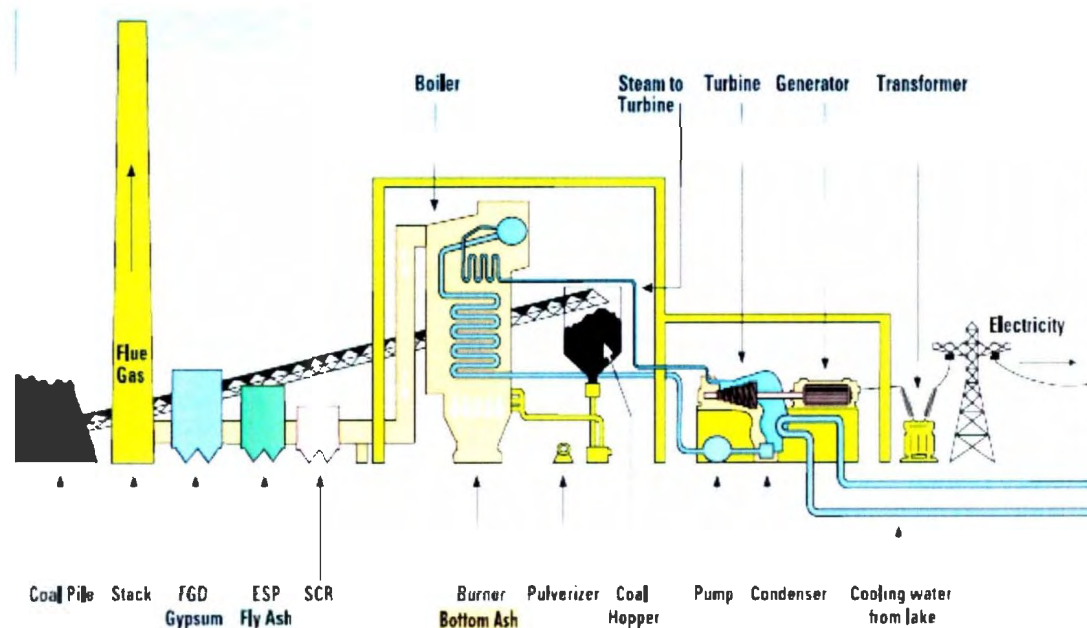 Boiler
Steam to
Turbine
Turbine
Generator
Transformer
Electricity
Flue
Gas
Coal Pile
Stack
FGD
Gypsum
ESP
Fly Ash
SCR
Burner
Bottom Ash
Pulverizer
Coal
Hopper
Pump
Condenser
Cooling water
from lake